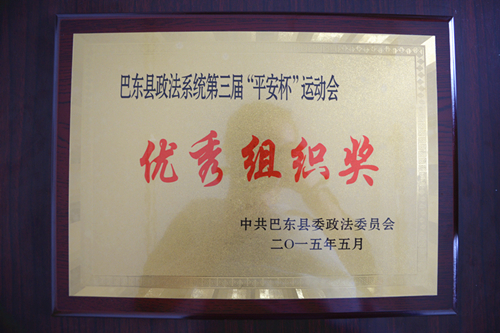 巴东县政法系统第三届“平安杯”运动会
优秀组织奖
中共巴东县委政法委员会
二〇一五年五月